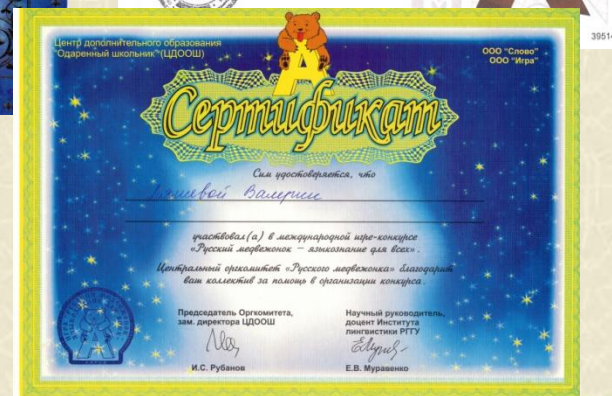 39514
Центр дополнительного образования
"Одаренный школьник" (ЦДООШ)
ООО "Слово"
ООО "Игра"
А
Сертификат
Сим удостоверяется, что
Валерии
участвовал(а) в международной игре-конкурсе
«Русский медвежонок – языкознание для всех».
Центральный оргкомитет «Русского медвежонка» благодарит
ваш коллектив за помощь в организации конкурса.
Председатель Оргкомитета,
зам. директора ЦДООШ
И.С. Рубанов
Научный руководитель,
доцент Института
лингвистики РГГУ
Е.В. Муравенко